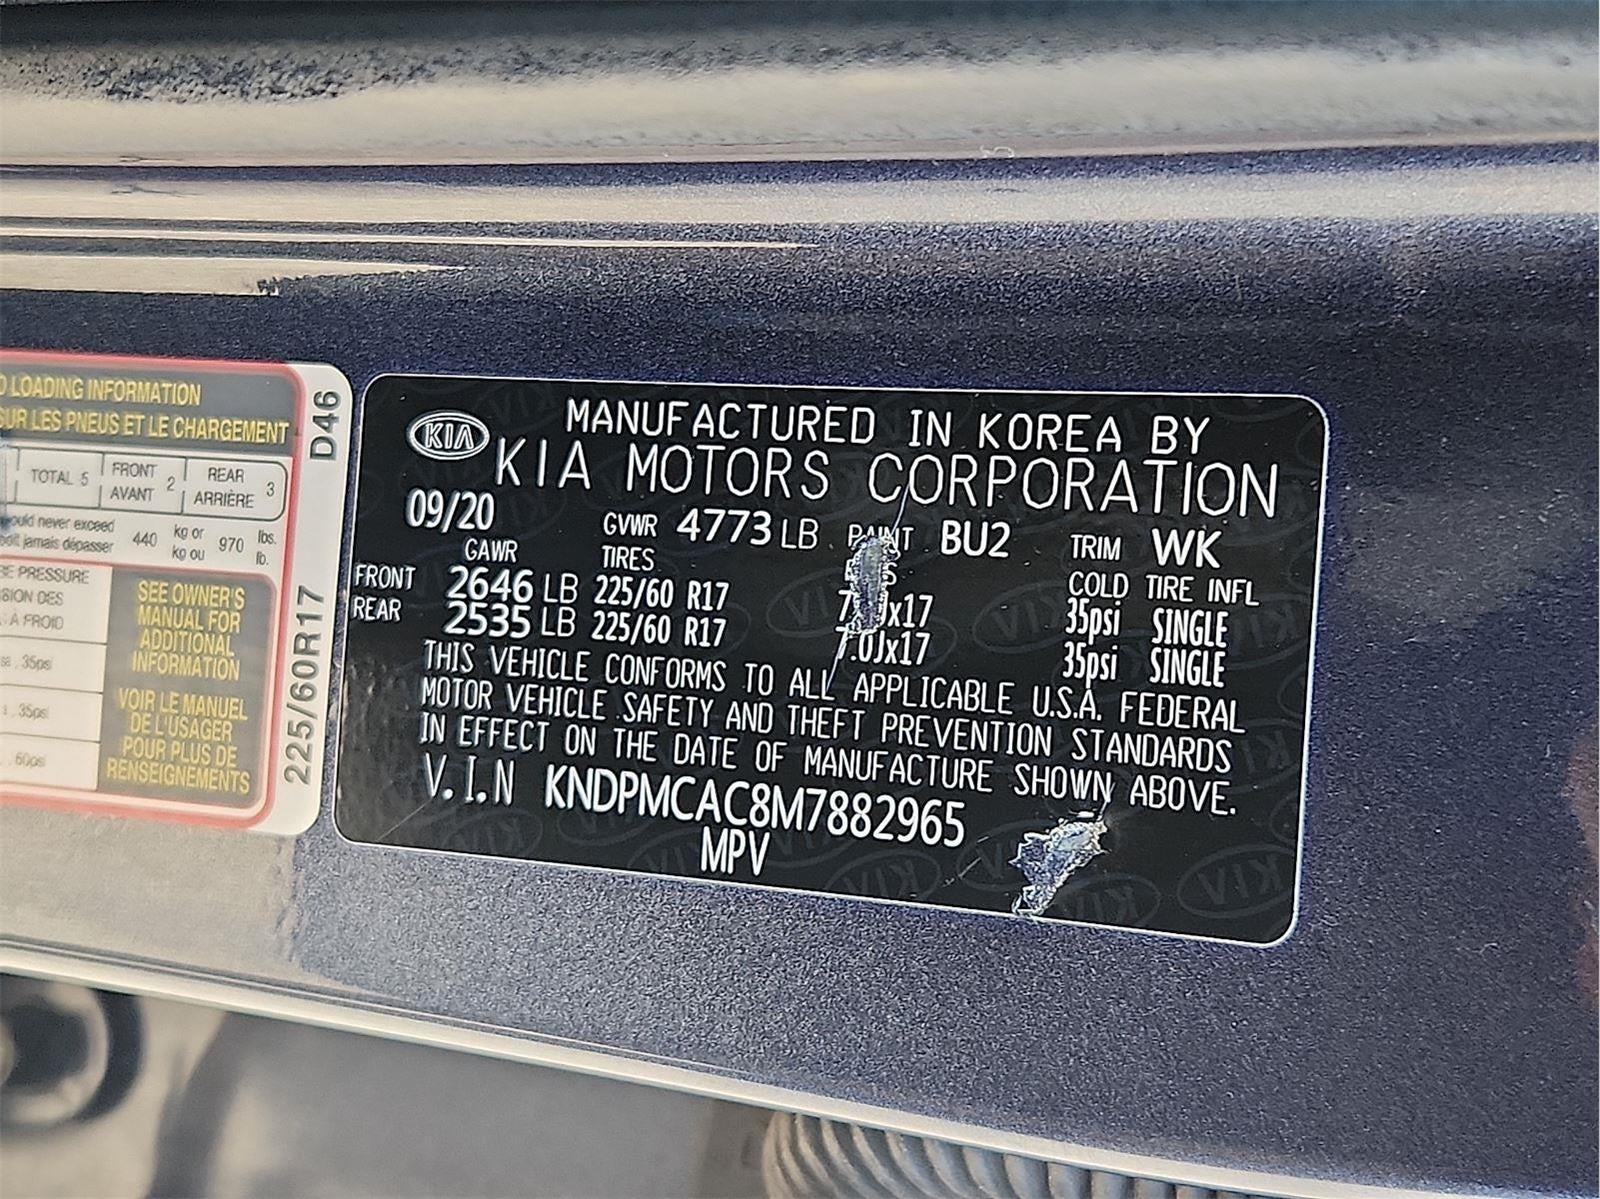 LOADING INFORMATION
SUR LES PNEUS ET LE CHARGEMENT
TOTAL 5 FRONT AVANT 2 REAR ARRIÈRE 3
never exceed
jamais dépasser 440 kg or kg ou 970 lbs. lb.
PRESSURE
DES
À FROID
35psi
35psi
60psi
SEE OWNER'S
MANUAL FOR
ADDITIONAL
INFORMATION
VOIR LE MANUEL
DE L'USAGER
POUR PLUS DE
RENSEIGNEMENTS
225/60R17 D46
KIA
MANUFACTURED IN KOREA BY
KIA MOTORS CORPORATION
09/20 GVWR 4773 LB PAINT BU2 TRIM WK
GAWR TIRES COLD TIRE INFL
FRONT 2646 LB 225/60 R17 35psi SINGLE
REAR 2535 LB 225/60 R17 7.0Jx17 35psi SINGLE
THIS VEHICLE CONFORMS TO ALL APPLICABLE U.S.A. FEDERAL
MOTOR VEHICLE SAFETY AND THEFT PREVENTION STANDARDS
IN EFFECT ON THE DATE OF MANUFACTURE SHOWN ABOVE.
V.I.N KNDPMCAC8M7882965
MPV